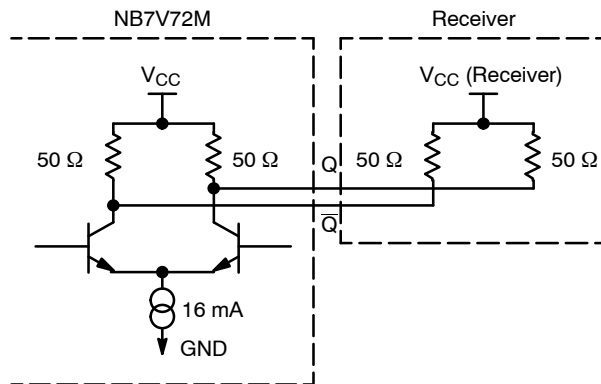 NB7V72M
Receiver
VCC
VCC (Receiver)
50 Ω
50 Ω
Q
50 Ω
50 Ω
Q̅
16 mA
GND